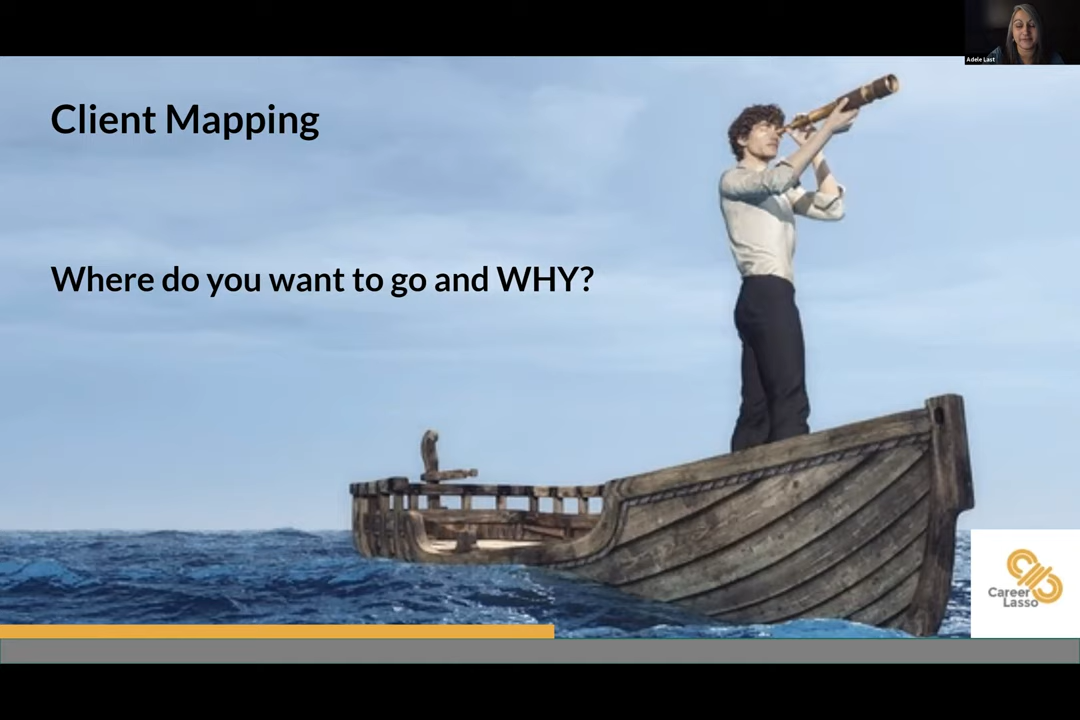 Adele Last
Client Mapping
Where do you want to go and WHY?
Career
Lasso